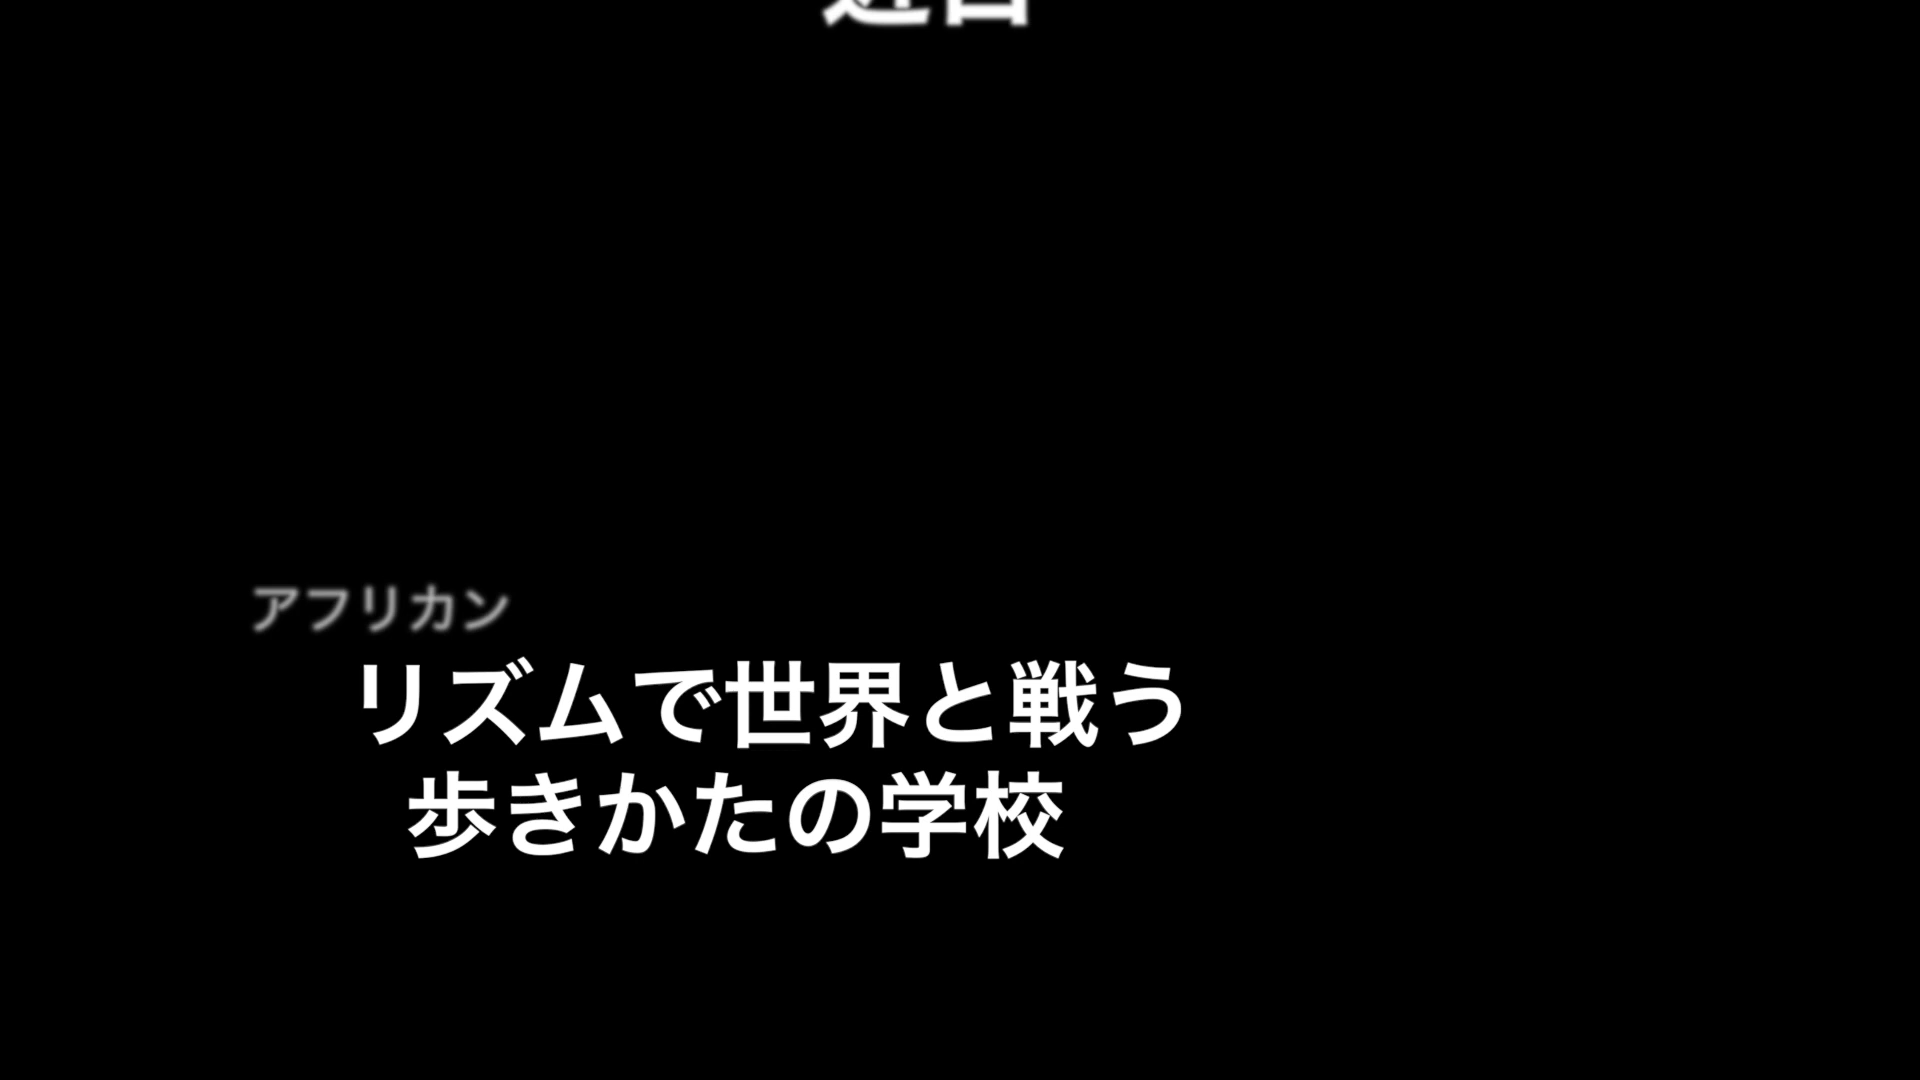 アフリカン
リズムで世界と戦う
歩きかたの学校